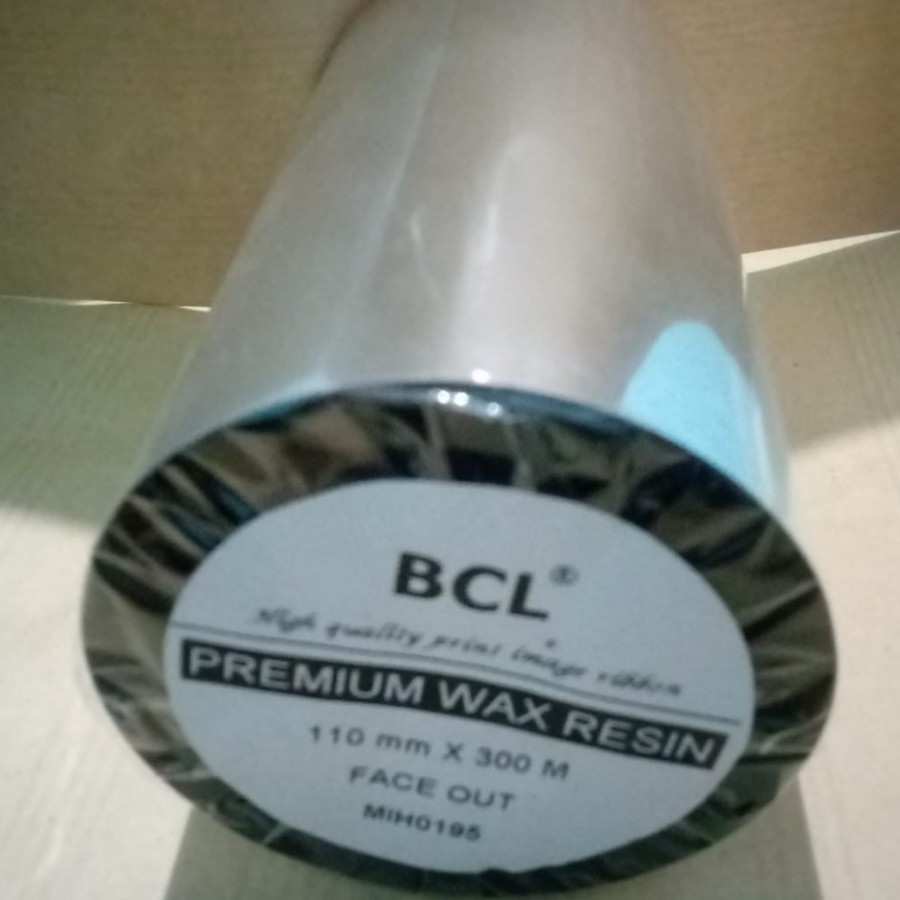 BCL®
High quality print image ribbon
PREMIUM WAX RESIN
110 mm X 300 M
FACE OUT
MIH0195